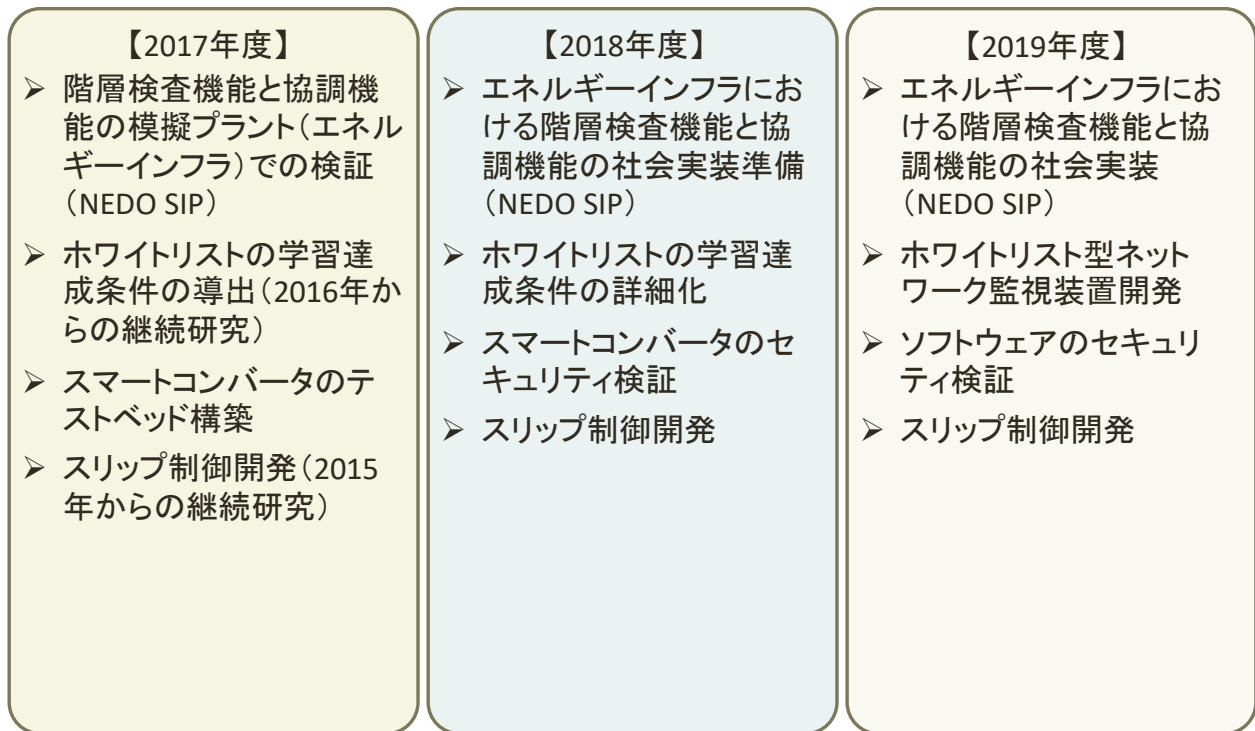 【2017年度】
➢ 階層検査機能と協調機
能の模擬プラント（エネル
ギーインフラ）での検証
（NEDO SIP）
➢ ホワイトリストの学習達
成条件の導出（2016年か
らの継続研究）
➢ スマートコンバータのテ
ストベッド構築
➢ スリップ制御開発（2015
年からの継続研究）
【2018年度】
➢ エネルギーインフラにお
ける階層検査機能と協
調機能の社会実装準備
（NEDO SIP）
➢ ホワイトリストの学習達
成条件の詳細化
➢ スマートコンバータのセ
キュリティ検証
➢ スリップ制御開発
【2019年度】
➢ エネルギーインフラにお
ける階層検査機能と協
調機能の社会実装
（NEDO SIP）
➢ ホワイトリスト型ネット
ワーク監視装置開発
➢ ソフトウェアのセキュリ
ティ検証
➢ スリップ制御開発